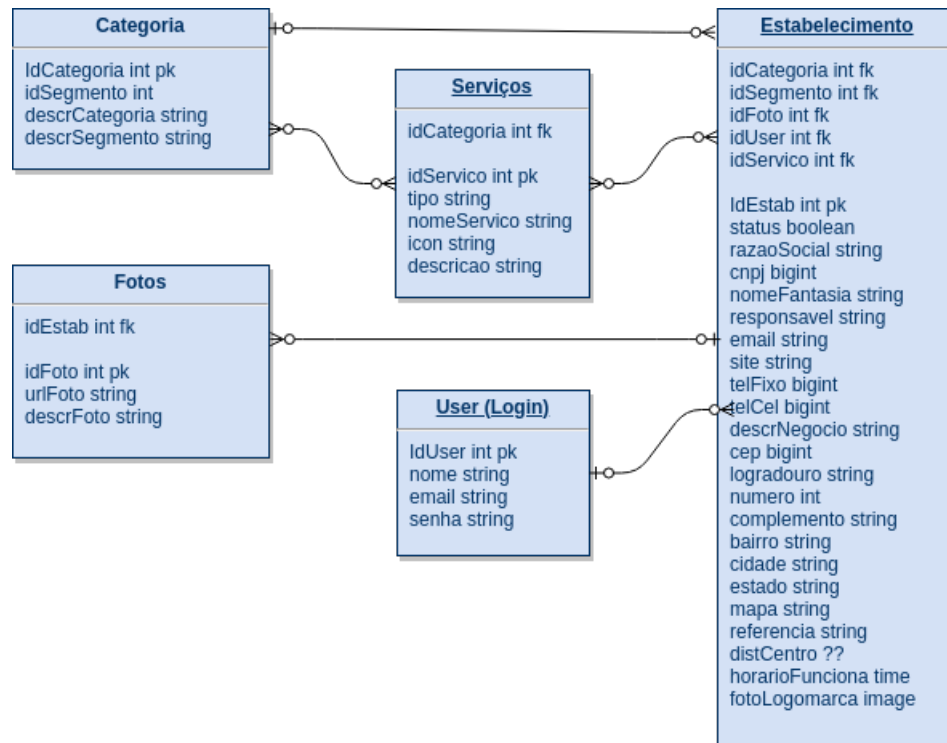 Categoria
IdCategoria int pk
idSegmento int
descrCategoria string
descrSegmento string
Serviços
idCategoria int fk
idServico int pk
tipo string
nomeServico string
icon string
descricao string
Fotos
idEstab int fk
idFoto int pk
urlFoto string
descrFoto string
User (Login)
IdUser int pk
nome string
email string
senha string
Estabelecimento
idCategoria int fk
idSegmento int fk
idFoto int fk
idUser int fk
idServico int fk
IdEstab int pk
status boolean
razaoSocial string
cnpj bigint
nomeFantasia string
responsavel string
email string
site string
telFixo bigint
telCel bigint
descrNegocio string
cep bigint
logradouro string
numero int
complemento string
bairro string
cidade string
estado string
mapa string
referencia string
distCentro ??
horarioFunciona time
fotoLogomarca image